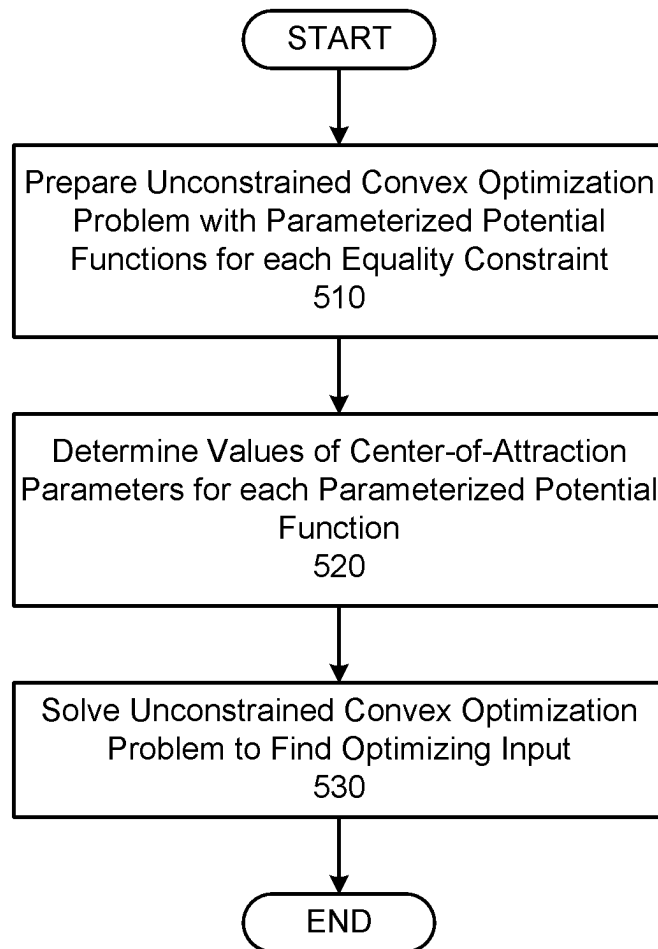 START
Prepare Unconstrained Convex Optimization
Problem with Parameterized Potential
Functions for each Equality Constraint
510
Determine Values of Center-of-Attraction
Parameters for each Parameterized Potential
Function
520
Solve Unconstrained Convex Optimization
Problem to Find Optimizing Input
530
END